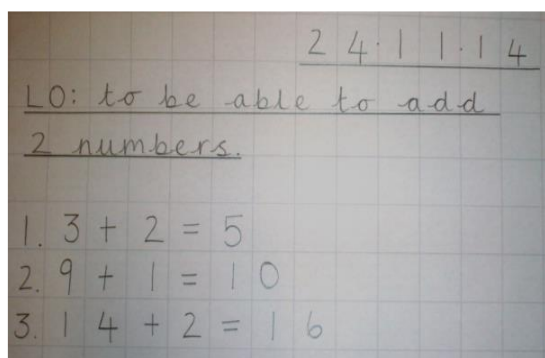 24.11.14
LO: to be able to add
2 numbers.
1. 3 + 2 = 5
2. 9 + 1 = 10
3. 14 + 2 = 16